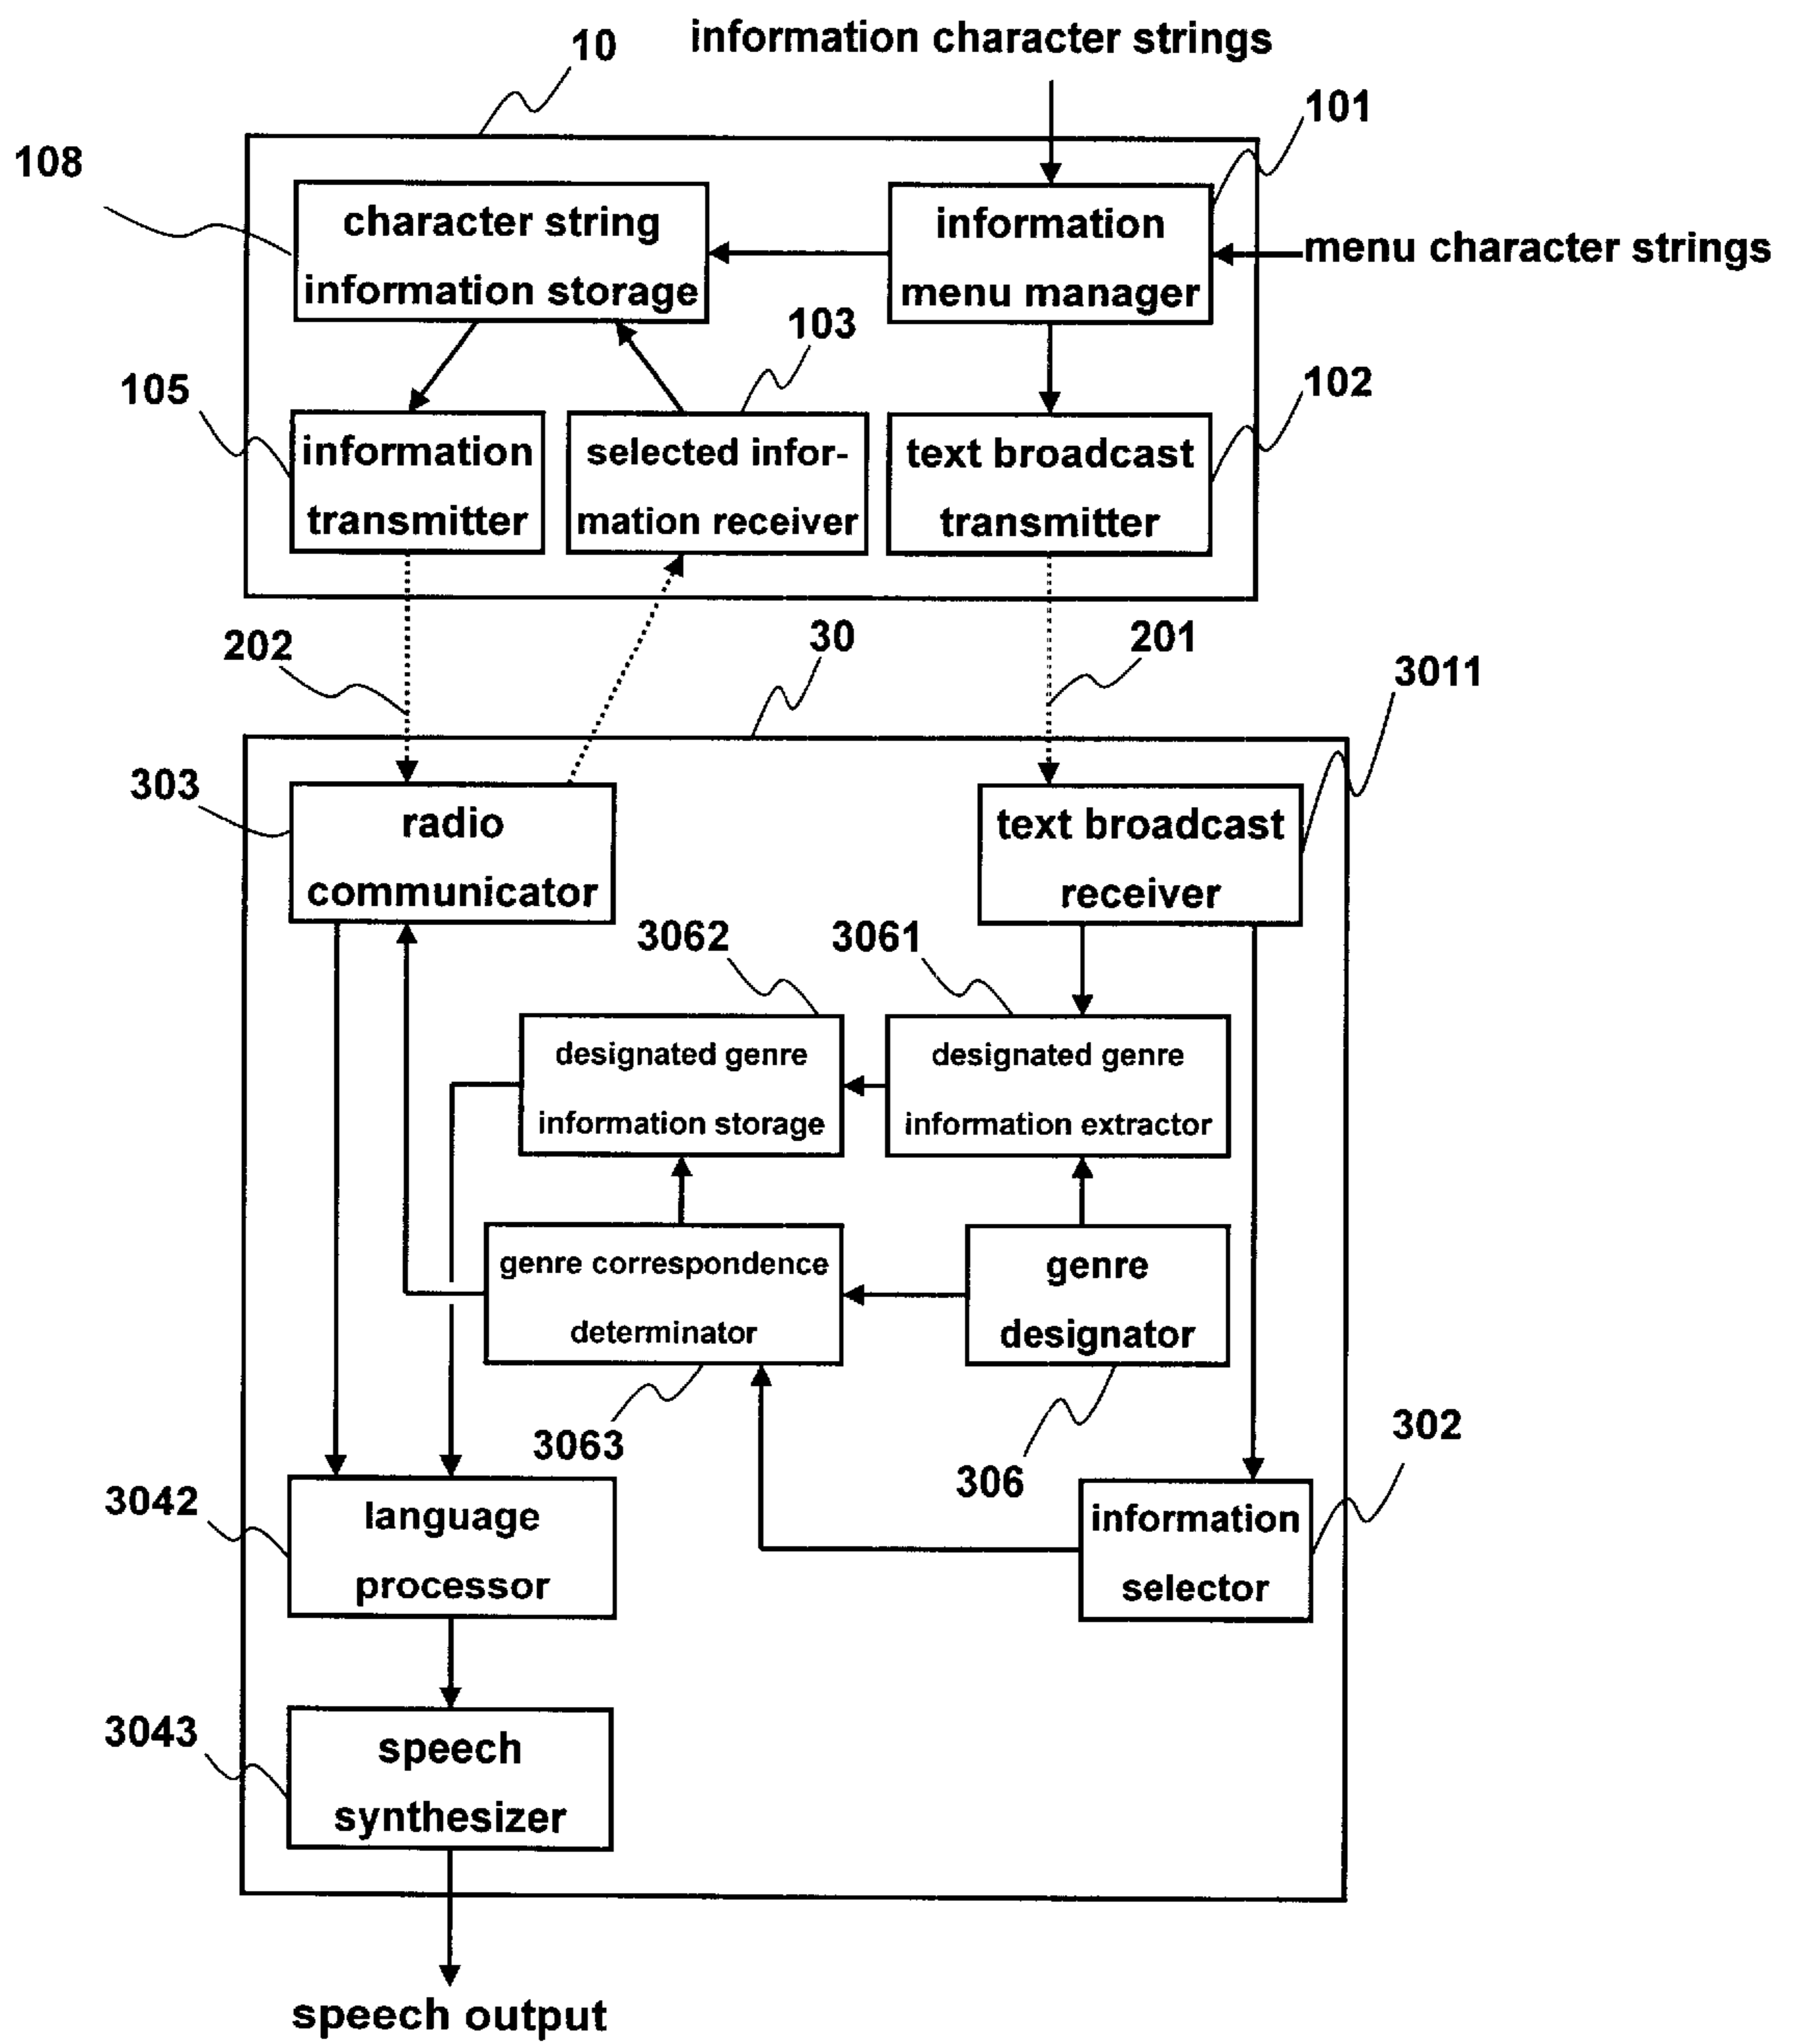 information character strings
10
101
108
character string
information storage
information
menu manager
menu character strings
103
105
102
information
transmitter
selected infor-
mation receiver
text broadcast
transmitter
202
30
201
3011
303
radio
communicator
text broadcast
receiver
3062
3061
designated genre
information storage
designated genre
information extractor
genre correspondence
determinator
genre
designator
3063
306
302
3042
language
processor
information
selector
3043
speech
synthesizer
speech output